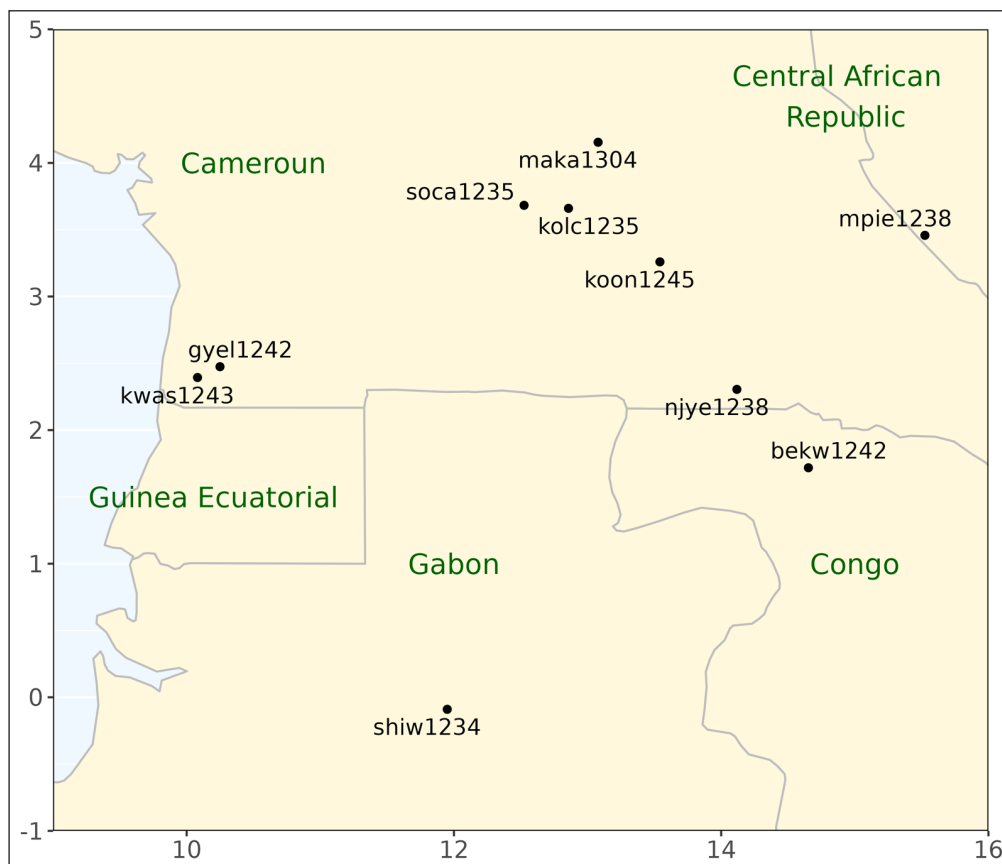 5
Central African
Republic
Cameroun
4
maka1304
soca1235
kolc1235
mpie1238
koon1245
3
gyel1242
kwas1243
njye1238
2
bekw1242
Guinea Ecuatorial
1
Gabon
Congo
0
shiw1234
-1
10
12
14
16